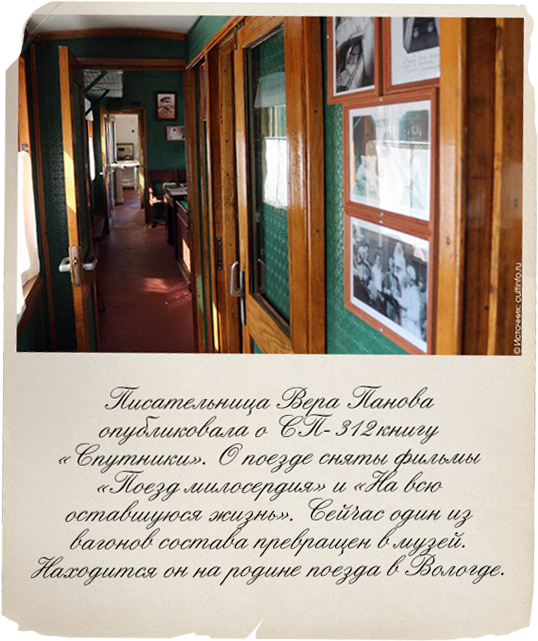 © Источник: cultinfo.ru
Писательница Вера Панова
опубликовала о СП-312 книгу
«Спутники». О поезде сняты фильмы
«Поезд милосердия» и «На всю
оставшуюся жизнь». Сейчас один из
вагонов состава превращен в музей.
Находится он на родине поезда в Вологде.